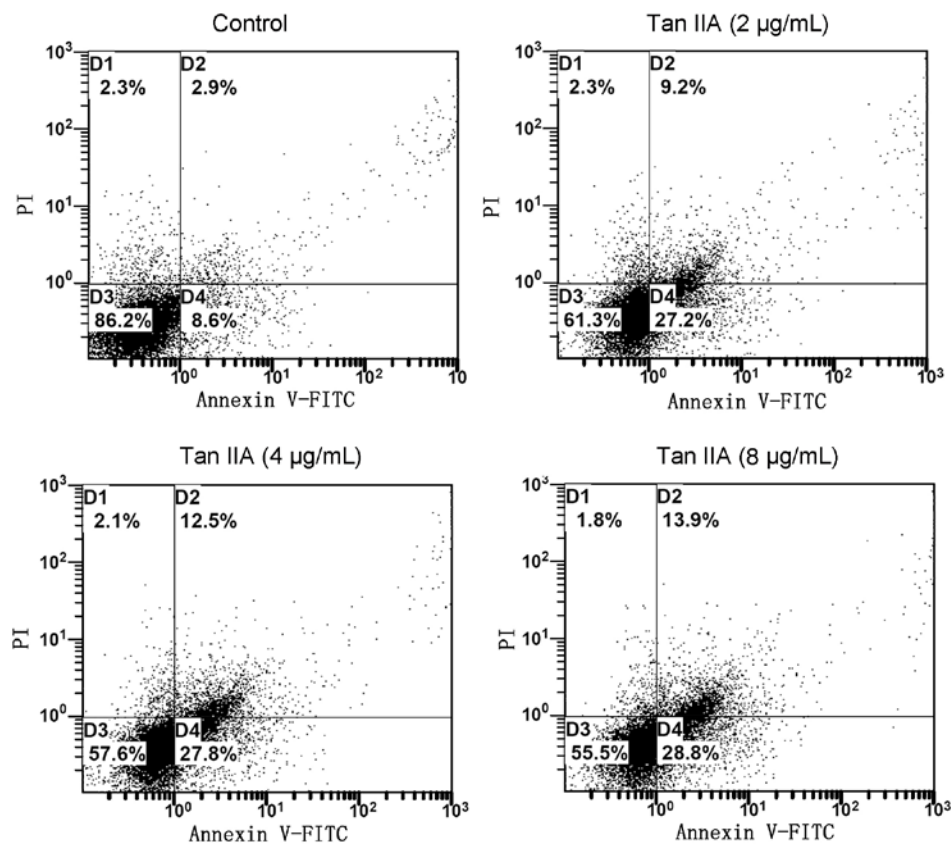 Control
10³
D1 D2
2.3% 2.9%
10²
PI
10¹
10⁰
D3 D4
86.2% 8.6%
10⁰ 10¹ 10² 10
Annexin V-FITC
Tan IIA (2 µg/mL)
10³
D1 D2
2.3% 9.2%
10²
PI
10¹
10⁰
D3 D4
61.3% 27.2%
10⁰ 10¹ 10² 10³
Annexin V-FITC
Tan IIA (4 µg/mL)
10³
D1 D2
2.1% 12.5%
10²
PI
10¹
10⁰
D3 D4
57.6% 27.8%
10⁰ 10¹ 10² 10³
Annexin V-FITC
Tan IIA (8 µg/mL)
10³
D1 D2
1.8% 13.9%
10²
PI
10¹
10⁰
D3 D4
55.5% 28.8%
10⁰ 10¹ 10² 10³
Annexin V-FITC